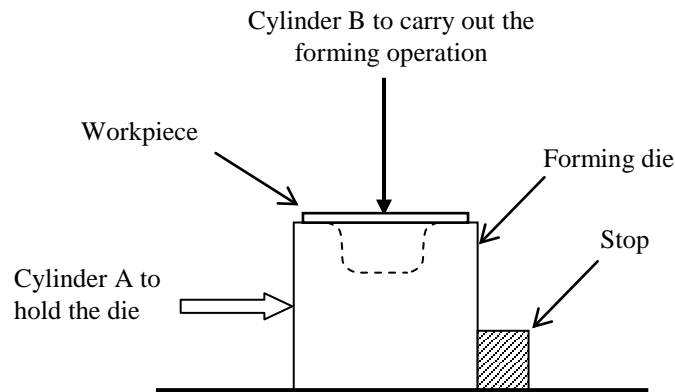 Cylinder B to carry out the
forming operation
Workpiece
Forming die
Stop
Cylinder A to
hold the die